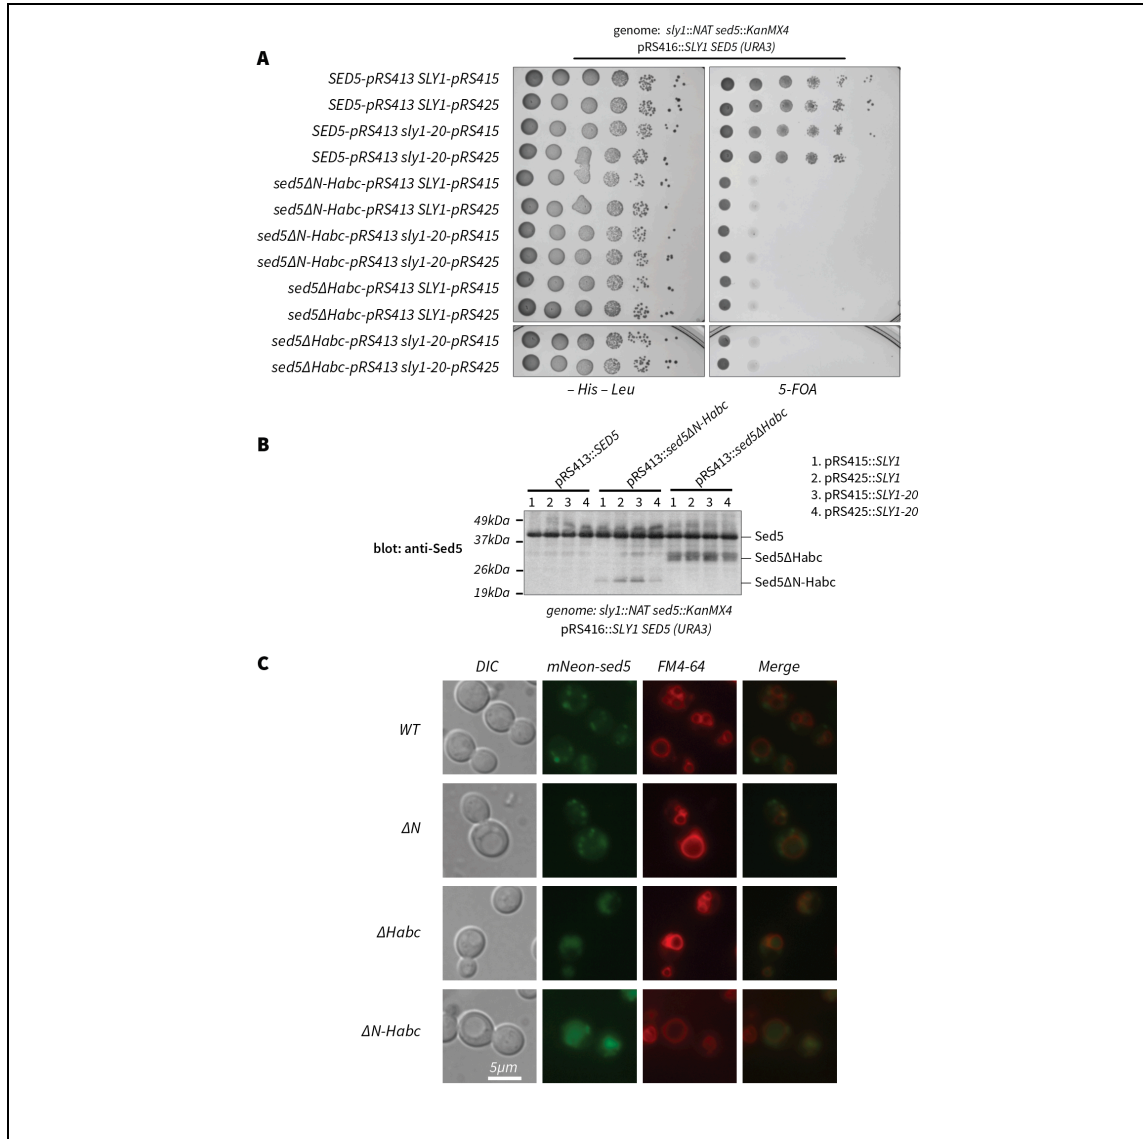 genome: sly1::NAT sed5::KanMX4
pRS416::SLY1 SED5 (URA3)
A
SED5-pRS413 SLY1-pRS415
SED5-pRS413 SLY1-pRS425
SED5-pRS413 sly1-20-pRS415
SED5-pRS413 sly1-20-pRS425
sed5ΔN-Habc-pRS413 SLY1-pRS415
sed5ΔN-Habc-pRS413 SLY1-pRS425
sed5ΔN-Habc-pRS413 sly1-20-pRS415
sed5ΔN-Habc-pRS413 sly1-20-pRS425
sed5ΔHabc-pRS413 SLY1-pRS415
sed5ΔHabc-pRS413 SLY1-pRS425
sed5ΔHabc-pRS413 sly1-20-pRS415
sed5ΔHabc-pRS413 sly1-20-pRS425
– His – Leu
5-FOA
B
pRS413::SED5
pRS413::sed5ΔN-Habc
pRS413::sed5ΔHabc
1. pRS415::SLY1
2. pRS425::SLY1
3. pRS415::SLY1-20
4. pRS425::SLY1-20
1 2 3 4 1 2 3 4 1 2 3 4
49kDa
37kDa
26kDa
19kDa
blot: anti-Sed5
Sed5
Sed5ΔHabc
Sed5ΔN-Habc
genome: sly1::NAT sed5::KanMX4
pRS416::SLY1 SED5 (URA3)
C
DIC mNeon-sed5 FM4-64 Merge
WT
ΔN
ΔHabc
ΔN-Habc
5μm